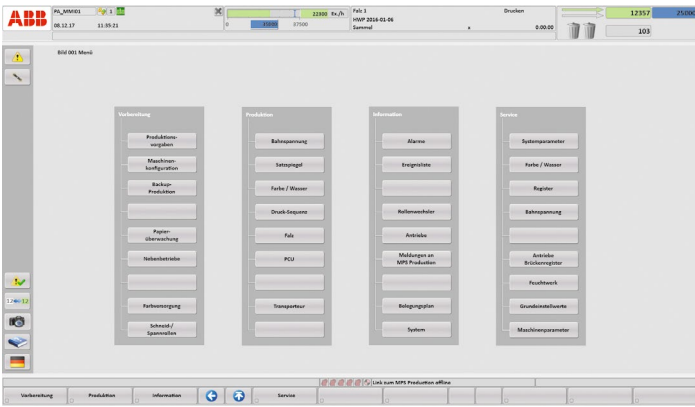 ABB
PA_MMI01 1
08.12.17 11:35:21
22300 Ex./h
0 25000 37500
Falz 1
HWP 2016-01-06
Sammel
Drucken
0:00:00
12357 25000
103
Bild 001 Menü
Vorbereitung
Produktions-
vorgaben
Maschinen-
konfiguration
Backup-
Produktion
Papier-
überwachung
Nebenbetriebe
Farbversorgung
Schneid-/
Spannrollen
Produktion
Bahnspannung
Satzspiegel
Farbe / Wasser
Druck-Sequenz
Falz
PCU
Transporteur
Information
Alarme
Ereignisliste
Rollenwechsler
Antriebe
Meldungen an
MPS Production
Belegungsplan
System
Service
Systemparameter
Farbe / Wasser
Register
Bahnspannung
Antriebe
Brückenregister
Feuchtwerk
Grundeinstellwerte
Maschinenparameter
Link zum MPS Production offline
Vorbereitung Produktion Information Service